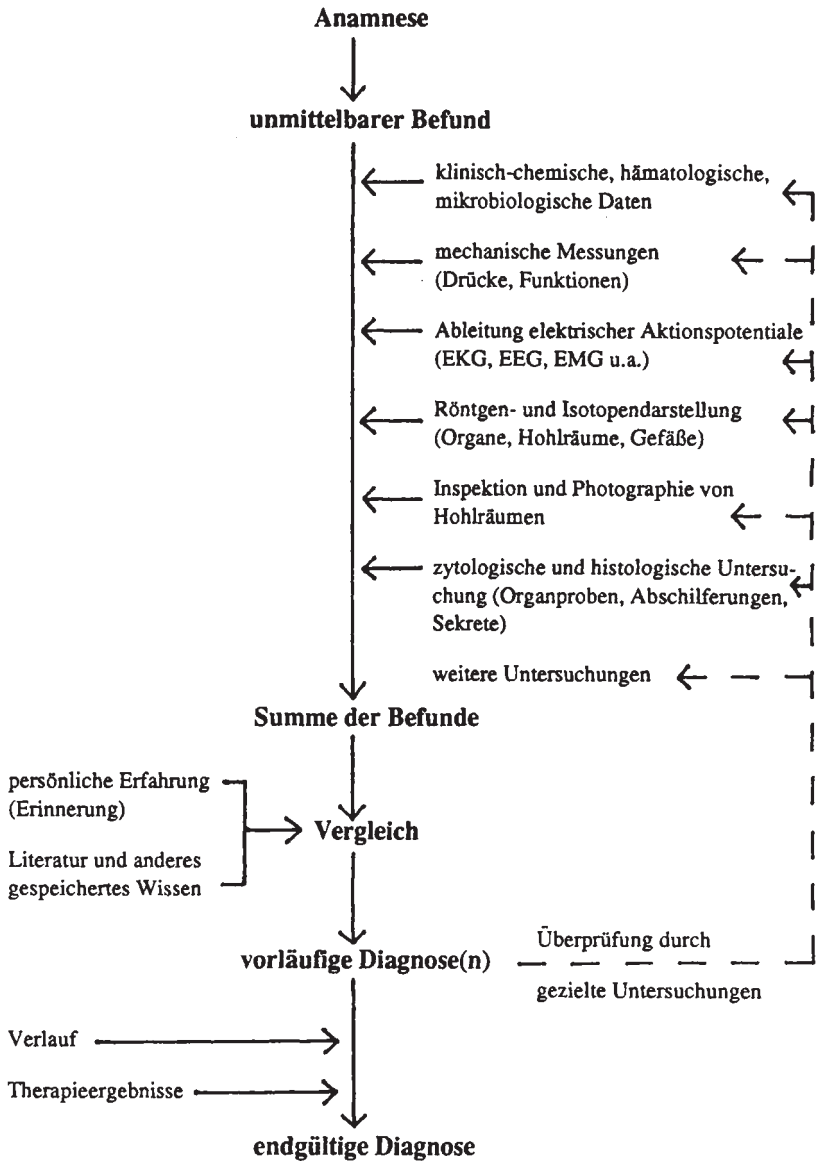 Anamnese
unmittelbarer Befund
klinisch-chemische, hämatologische,
mikrobiologische Daten
mechanische Messungen
(Drücke, Funktionen)
Ableitung elektrischer Aktionspotentiale
(EKG, EEG, EMG u.a.)
Röntgen- und Isotopendarstellung
(Organe, Hohlräume, Gefäße)
Inspektion und Photographie von
Hohlräumen
zytologische und histologische Untersu-
chung (Organproben, Abschilferungen,
Sekrete)
weitere Untersuchungen
Summe der Befunde
persönliche Erfahrung
(Erinnerung)
Vergleich
Literatur und anderes
gespeichertes Wissen
vorläufige Diagnose(n)
Überprüfung durch
gezielte Untersuchungen
Verlauf
Therapieergebnisse
endgültige Diagnose